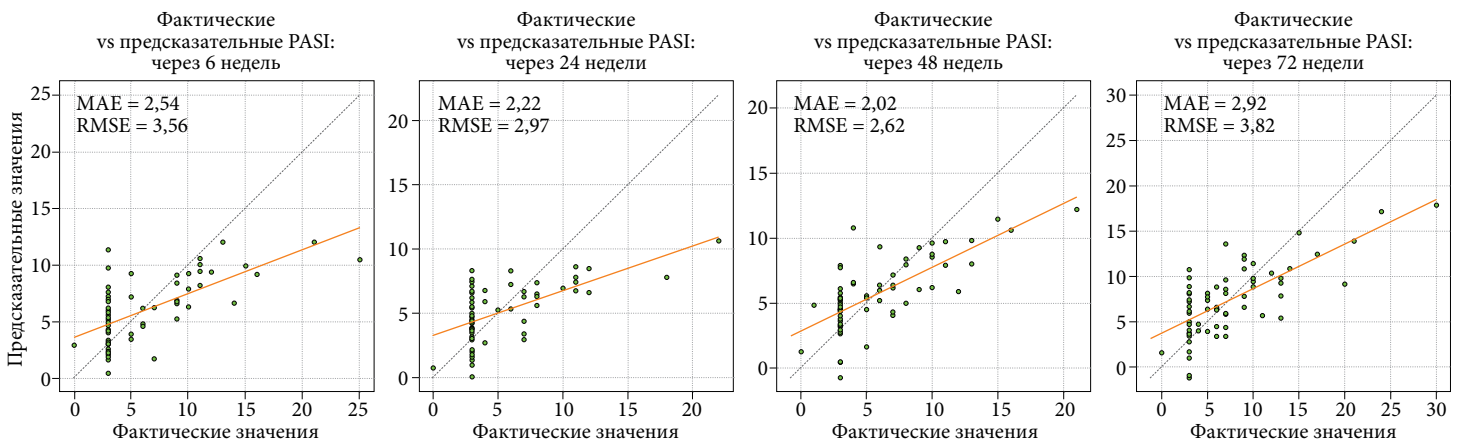 Фактические
vs предсказательные PASI:
через 6 недель
Фактические
vs предсказательные PASI:
через 24 недели
Фактические
vs предсказательные PASI:
через 48 недель
Фактические
vs предсказательные PASI:
через 72 недели
Предсказательные значения
MAE = 2,54
RMSE = 3,56
25
20
15
10
5
0
0 5 10 15 20 25
Фактические значения
MAE = 2,22
RMSE = 2,97
20
15
10
5
0
0 5 10 15 20
Фактические значения
MAE = 2,02
RMSE = 2,62
20
15
10
5
0
0 5 10 15 20
Фактические значения
MAE = 2,92
RMSE = 3,82
30
25
20
15
10
5
0
0 5 10 15 20 25 30
Фактические значения